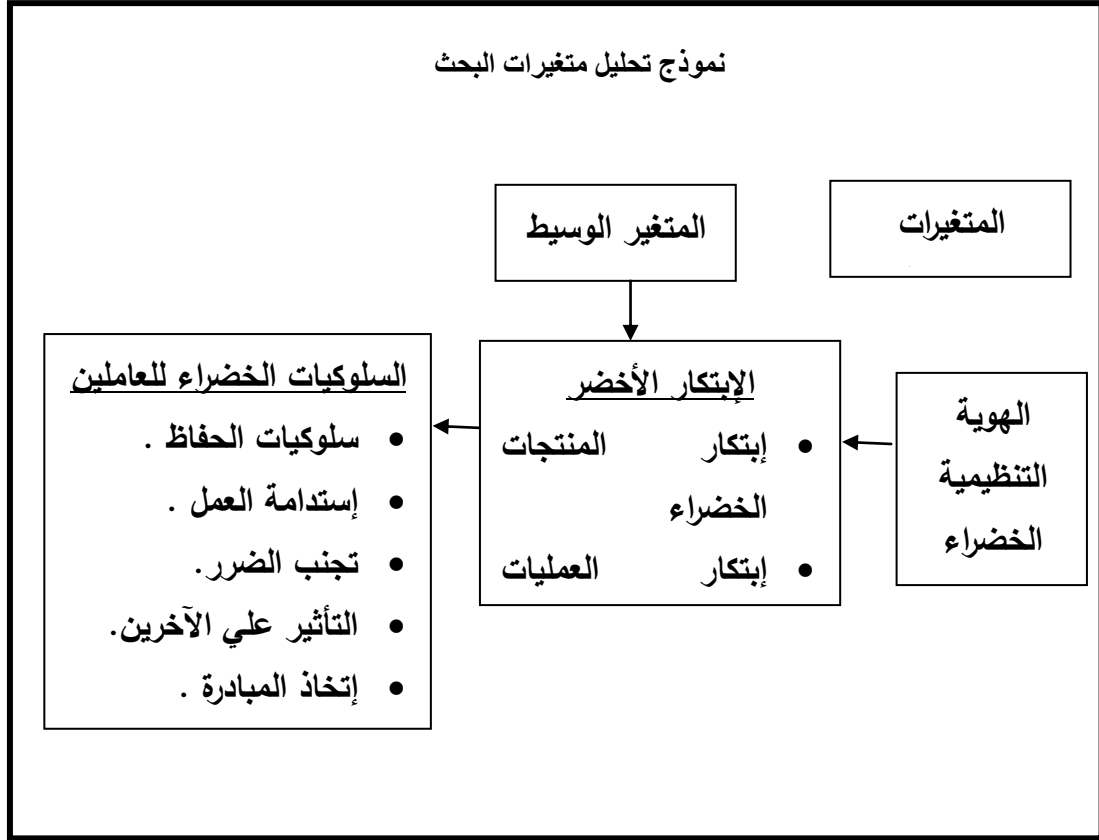 نموذج تحليل متغيرات البحث
المتغيرات
المتغير الوسيط
الهوية
التنظيمية
الخضراء
الإبتكار الأخضر
• إبتكار المنتجات
الخضراء
• إبتكار العمليات
السلوكيات الخضراء للعاملين
• سلوكيات الحفاظ .
• إستدامة العمل .
• تجنب الضرر.
• التأثير علي الآخرين.
• إتخاذ المبادرة .